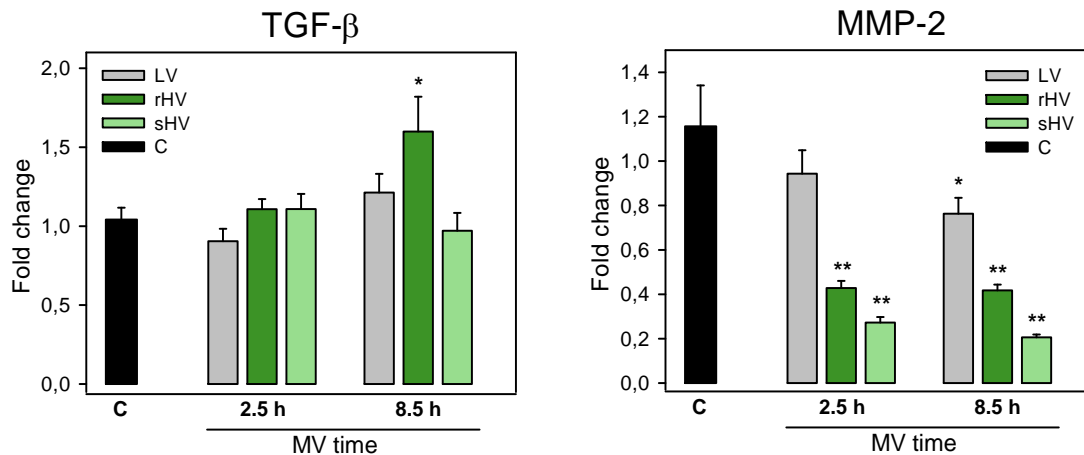 TGF-β
2,0
1,5
1,0
0,5
0,0
Fold change
LV
rHV
sHV
C
*
C
2.5 h
8.5 h
MV time
MMP-2
1,4
1,2
1,0
0,8
0,6
0,4
0,2
0,0
Fold change
LV
rHV
sHV
C
**
**
*
**
**
C
2.5 h
8.5 h
MV time